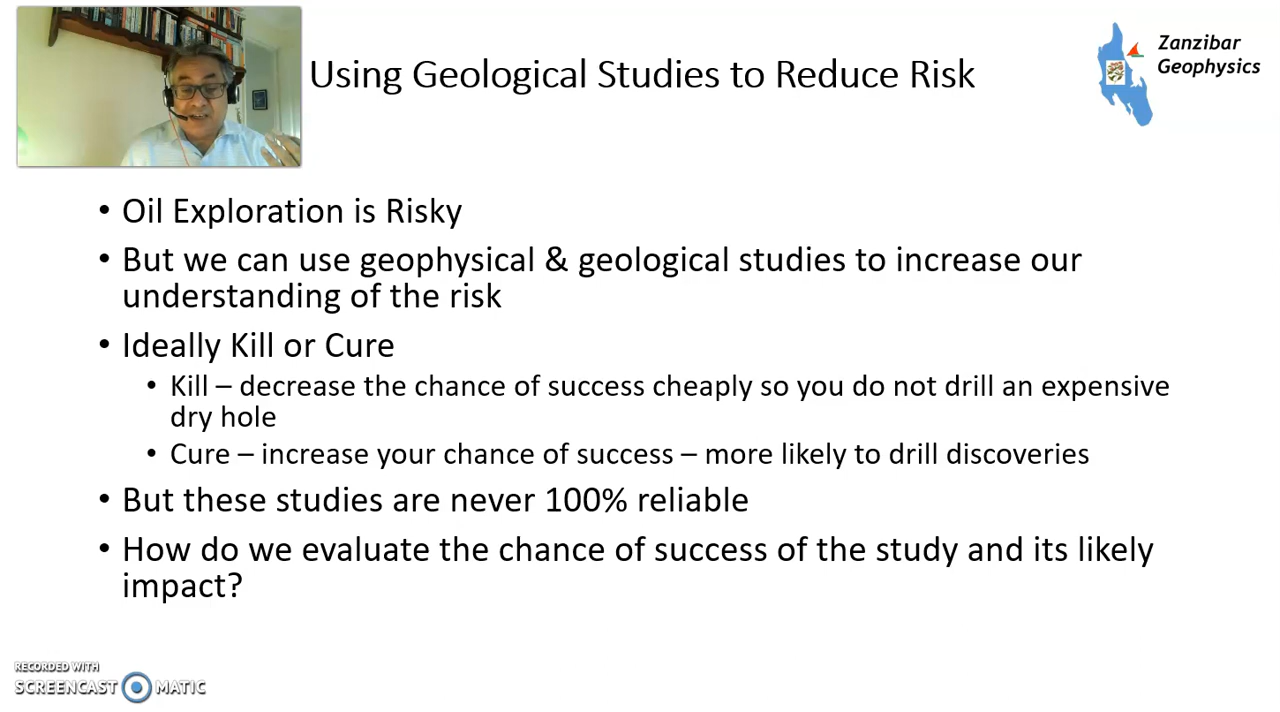 Using Geological Studies to Reduce Risk
Zanzibar
Geophysics
• Oil Exploration is Risky
• But we can use geophysical & geological studies to increase our
understanding of the risk
• Ideally Kill or Cure
• Kill – decrease the chance of success cheaply so you do not drill an expensive
dry hole
• Cure – increase your chance of success – more likely to drill discoveries
• But these studies are never 100% reliable
• How do we evaluate the chance of success of the study and its likely
impact?
RECORDED WITH
SCREENCAST MATIC